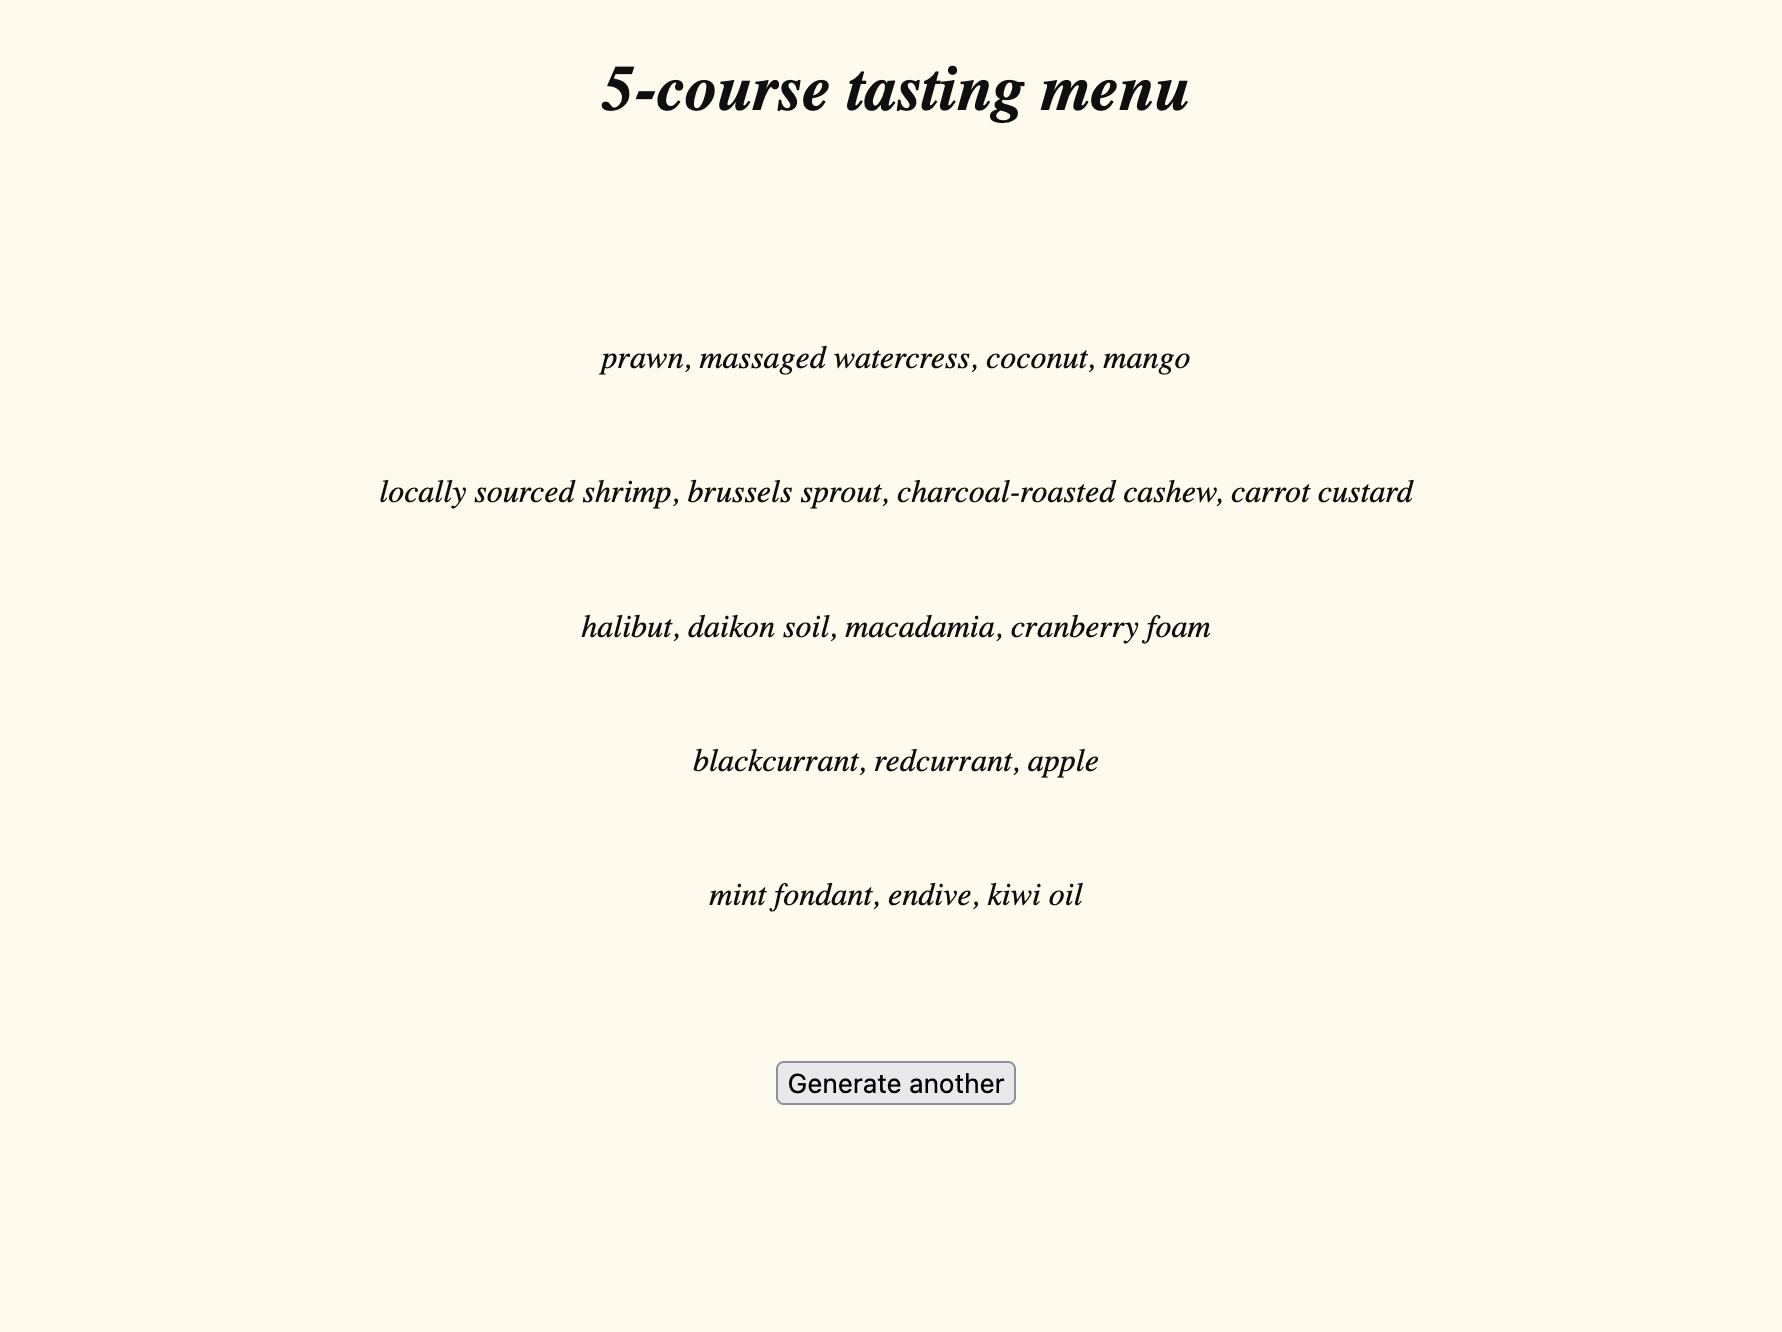 5-course tasting menu
prawn, massaged watercress, coconut, mango
locally sourced shrimp, brussels sprout, charcoal-roasted cashew, carrot custard
halibut, daikon soil, macadamia, cranberry foam
blackcurrant, redcurrant, apple
mint fondant, endive, kiwi oil
Generate another